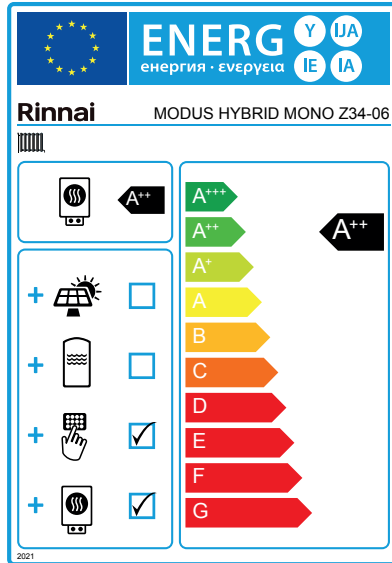 ENERG Y IJA
енергия · ενεργεια IE IA
Rinnai MODUS HYBRID MONO Z34-06
A++
A+++
A++ A++
A+
A
B
C
D
E
F
G
+
+
+
+
2021